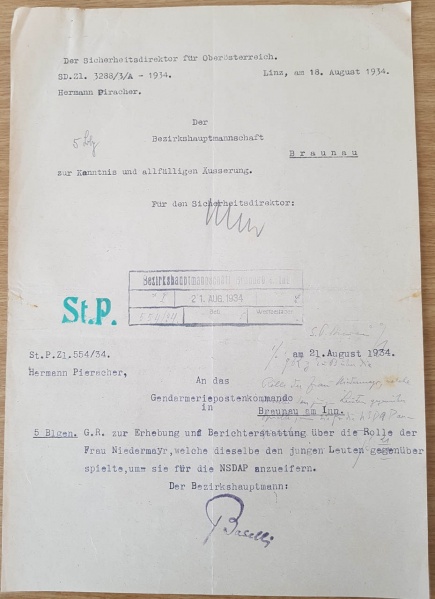 Der Sicherheitsdirektor für Oberösterreich.
SD.Zl. 3288/3/A - 1934. Linz, am 18. August 1934.
Hermann Piracher.
Der
Bezirkshauptmannschaft
5
Braunau
zur Kenntnis und allfälligen Äusserung.
Für den Sicherheitsdirektor:
Bezirkshauptmannschaft
21. AUG. 1934
St.P.
St.P.Zl.554/34. am 21.August 1934.
Hermann Pieracher,
An das
Gendarmeriepostenkommando
in
Braunau am Inn.
5 Blgen. G.R. zur Erhebung und Berichterstattung über die Rolle der
Frau Niedermayr, welche dieselbe den jungen Leuten gegenüber
spielte, um sie für die NSDAP anzueifern.
Der Bezirkshauptmann: